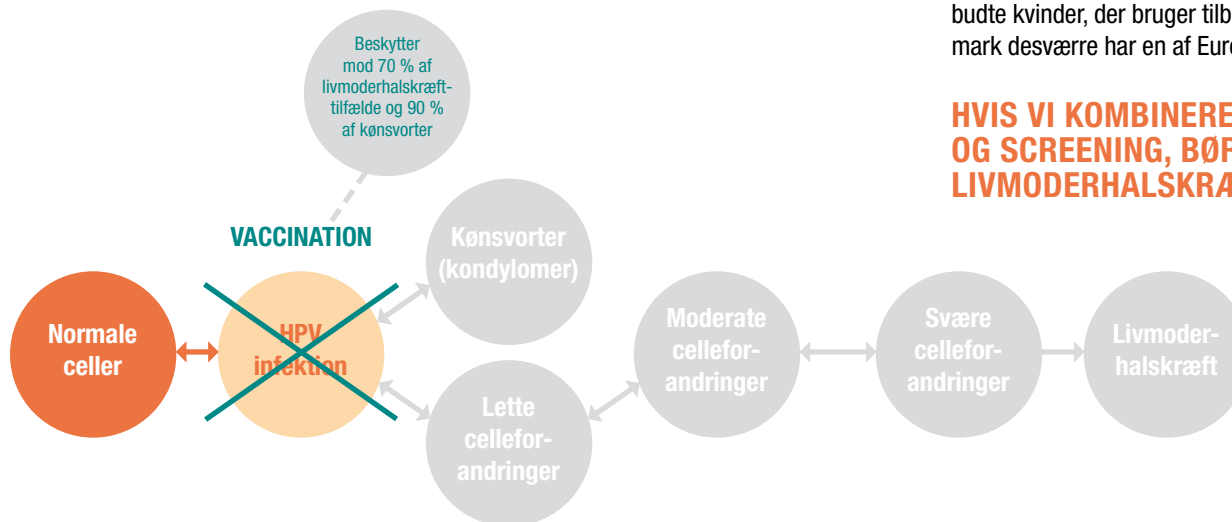 budte kvinder, der bruger tilb
mark desværre har en af Eur
HVIS VI KOMBINERE
OG SCREENING, BØR
LIVMODERHALSKRÆ
Beskytter
mod 70 % af
livmoderhalskræft-
tilfælde og 90 %
af kønsvorter
VACCINATION
Kønsvorter
(kondylomer)
Normale
celler
HPV
infektion
Lette
cellefor-
andringer
Moderate
cellefor-
andringer
Svære
cellefor-
andringer
Livmoder-
halskræft